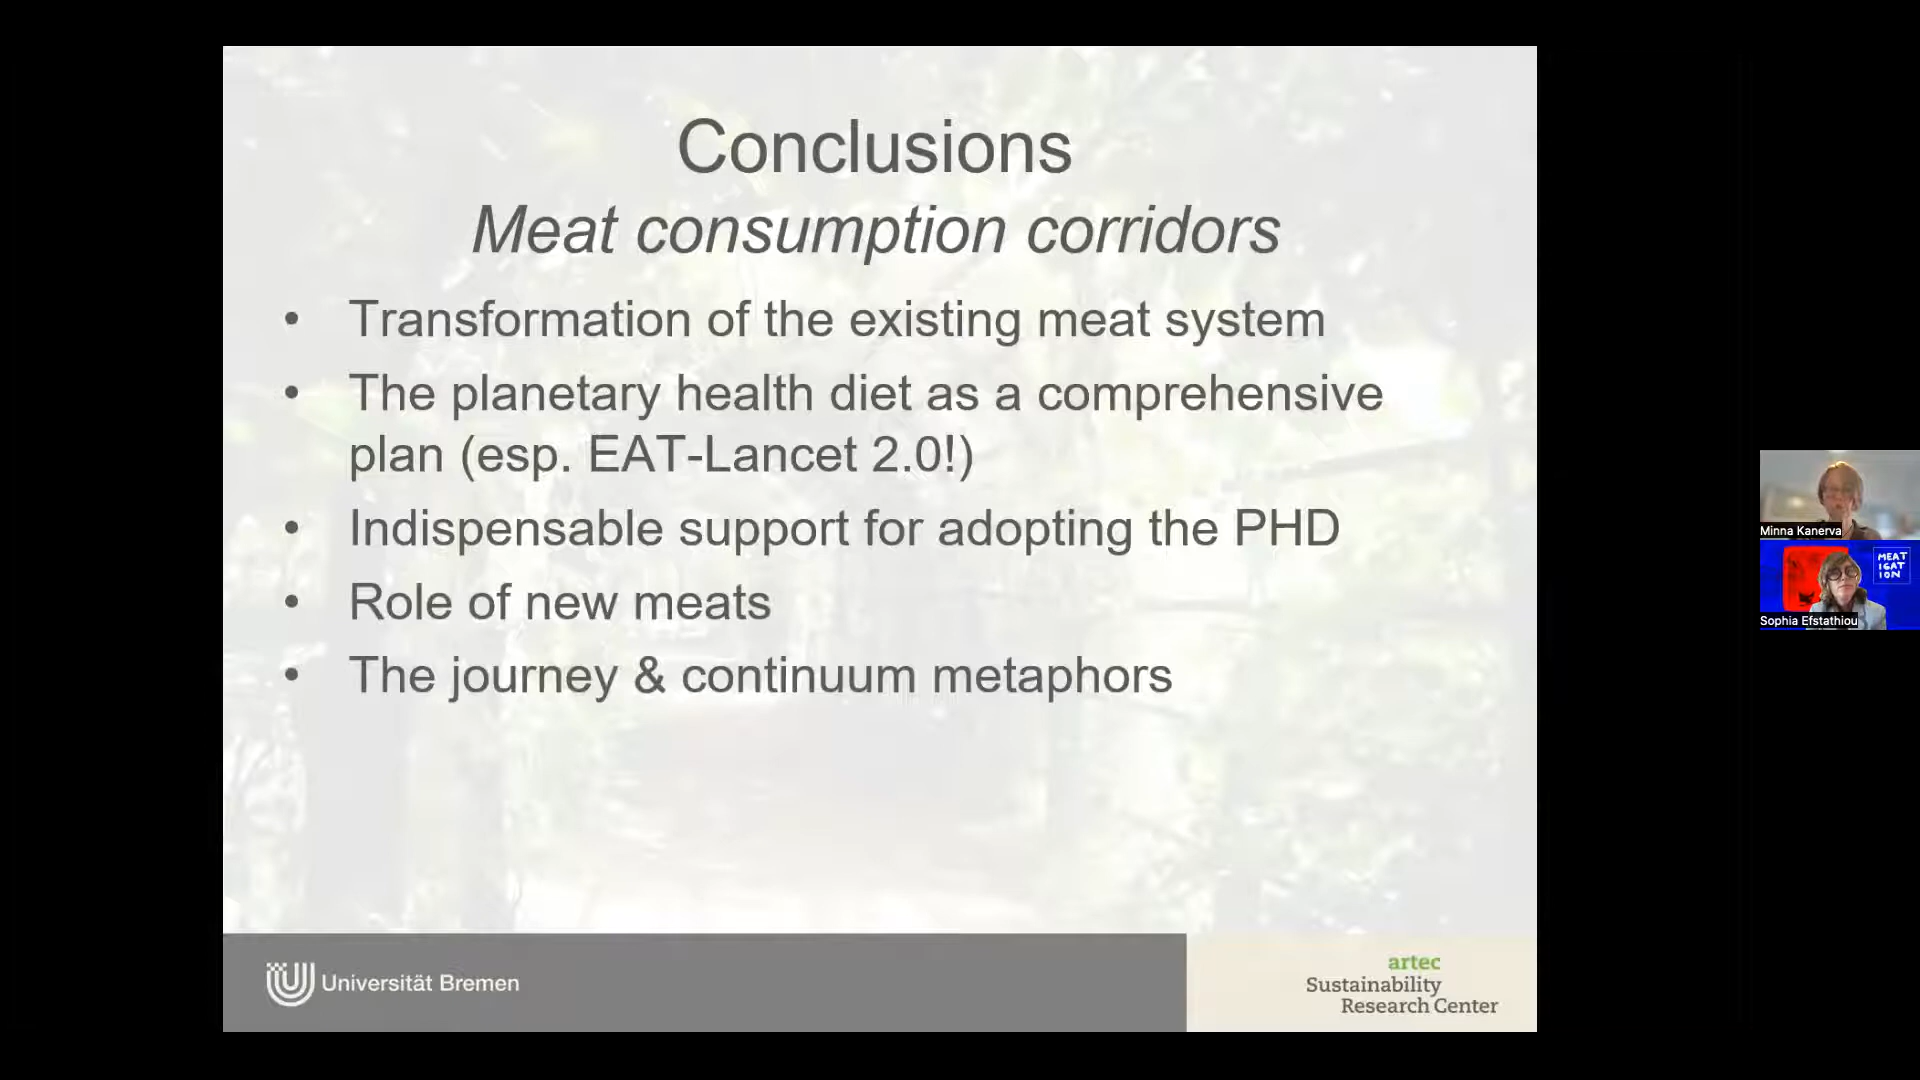 Conclusions
Meat consumption corridors
• Transformation of the existing meat system
• The planetary health diet as a comprehensive
plan (esp. EAT-Lancet 2.0!)
• Indispensable support for adopting the PHD
• Role of new meats
• The journey & continuum metaphors
Universität Bremen
artec
Sustainability
Research Center
Minna Kanerva
MEAT
IGAT
ION
Sophia Efstathiou